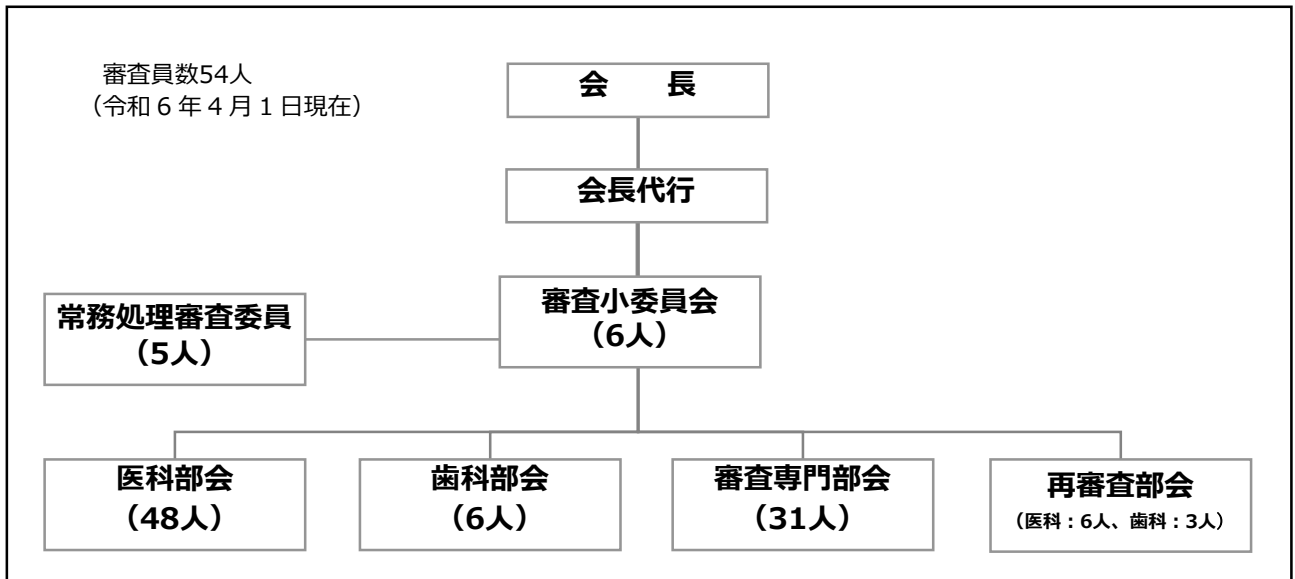 審査員数54人
（令和６年４月１日現在）
会　　長
会長代行
審査小委員会
（6人）
常務処理審査委員
（5人）
医科部会
（48人）
歯科部会
（6人）
審査専門部会
（31人）
再審査部会
（医科：6人、歯科：3人）